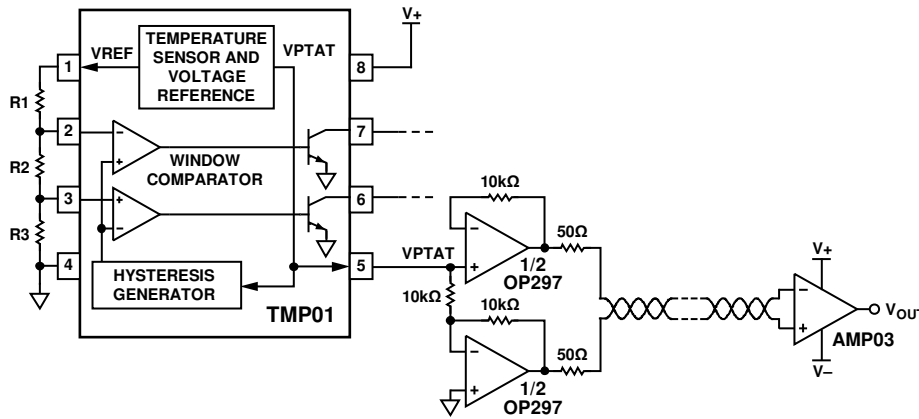 V+
TEMPERATURE
SENSOR AND
VOLTAGE
REFERENCE
VREF
VPTAT
1
8
R1
2
7
WINDOW
COMPARATOR
R2
3
6
R3
4
HYSTERESIS
GENERATOR
5
TMP01
VPTAT
10kΩ
50Ω
1/2
OP297
10kΩ
10kΩ
50Ω
1/2
OP297
V+
VOUT
AMP03
V–
−
+
+
−
−
+
−
+
−
+